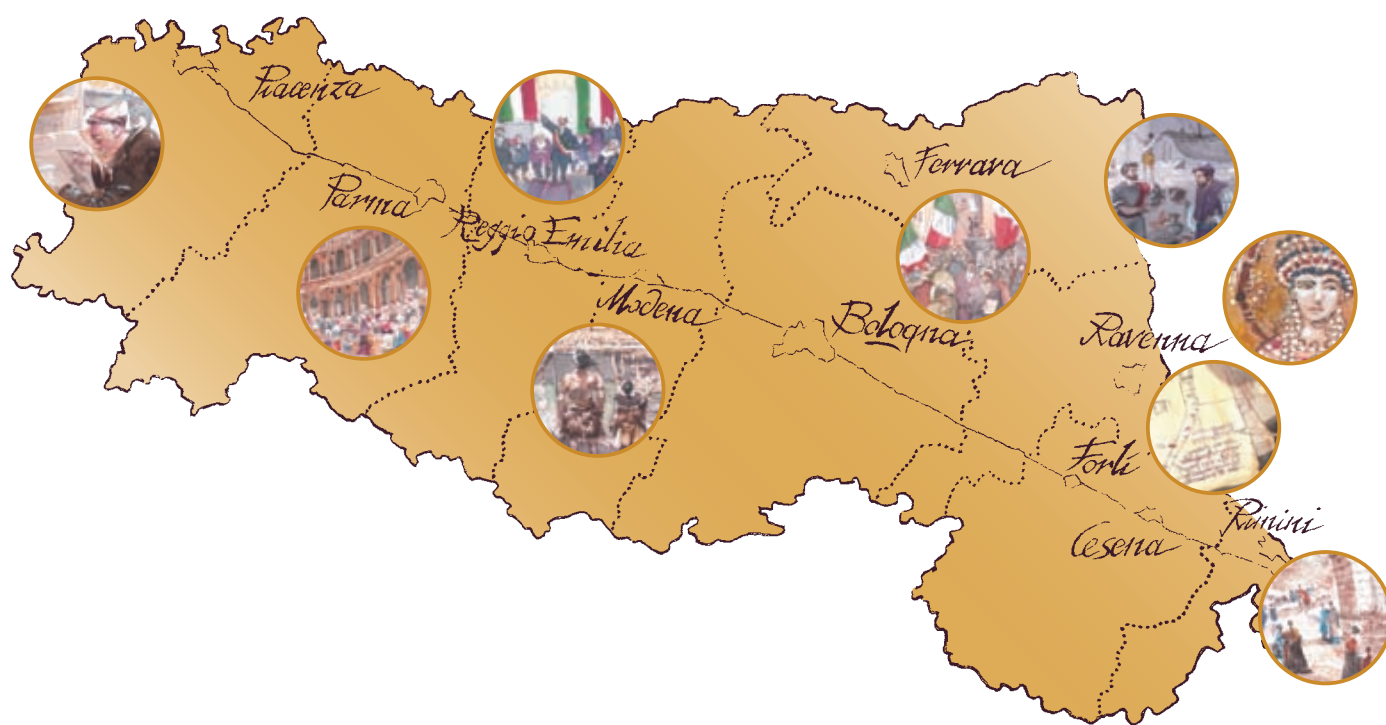 Piacenza
Parma
Reggio Emilia
Modena
Ferrara
Bologna
Ravenna
Forlì
Cesena
Rimini